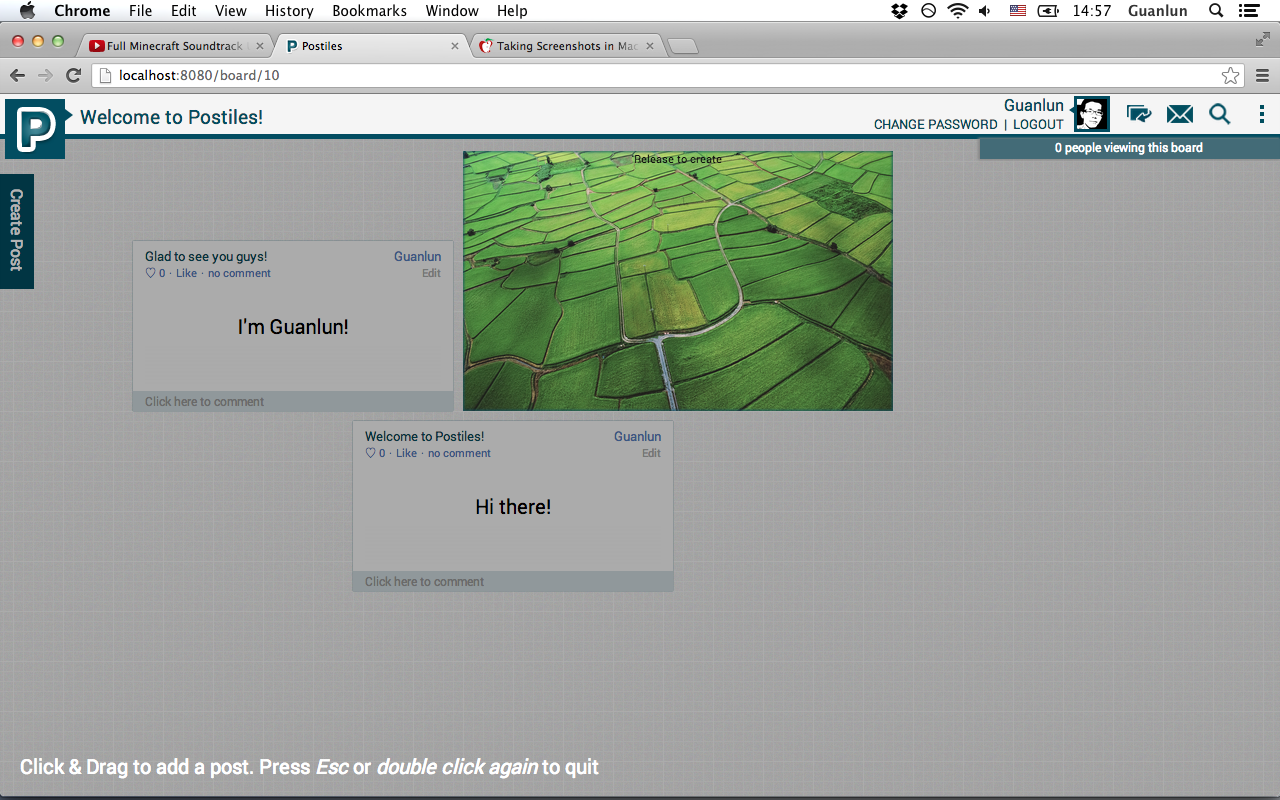 Chrome File Edit View History Bookmarks Window Help 14:57 Guanlun
Full Minecraft Soundtrack Postiles Taking Screenshots in Mac
localhost:8080/board/10
P Welcome to Postiles!
Guanlun
CHANGE PASSWORD | LOGOUT
0 people viewing this board
Create Post
Release to create
Glad to see you guys! Guanlun
♡ 0 · Like · no comment Edit
I'm Guanlun!
Click here to comment
Welcome to Postiles! Guanlun
♡ 0 · Like · no comment Edit
Hi there!
Click here to comment
Click & Drag to add a post. Press Esc or double click again to quit